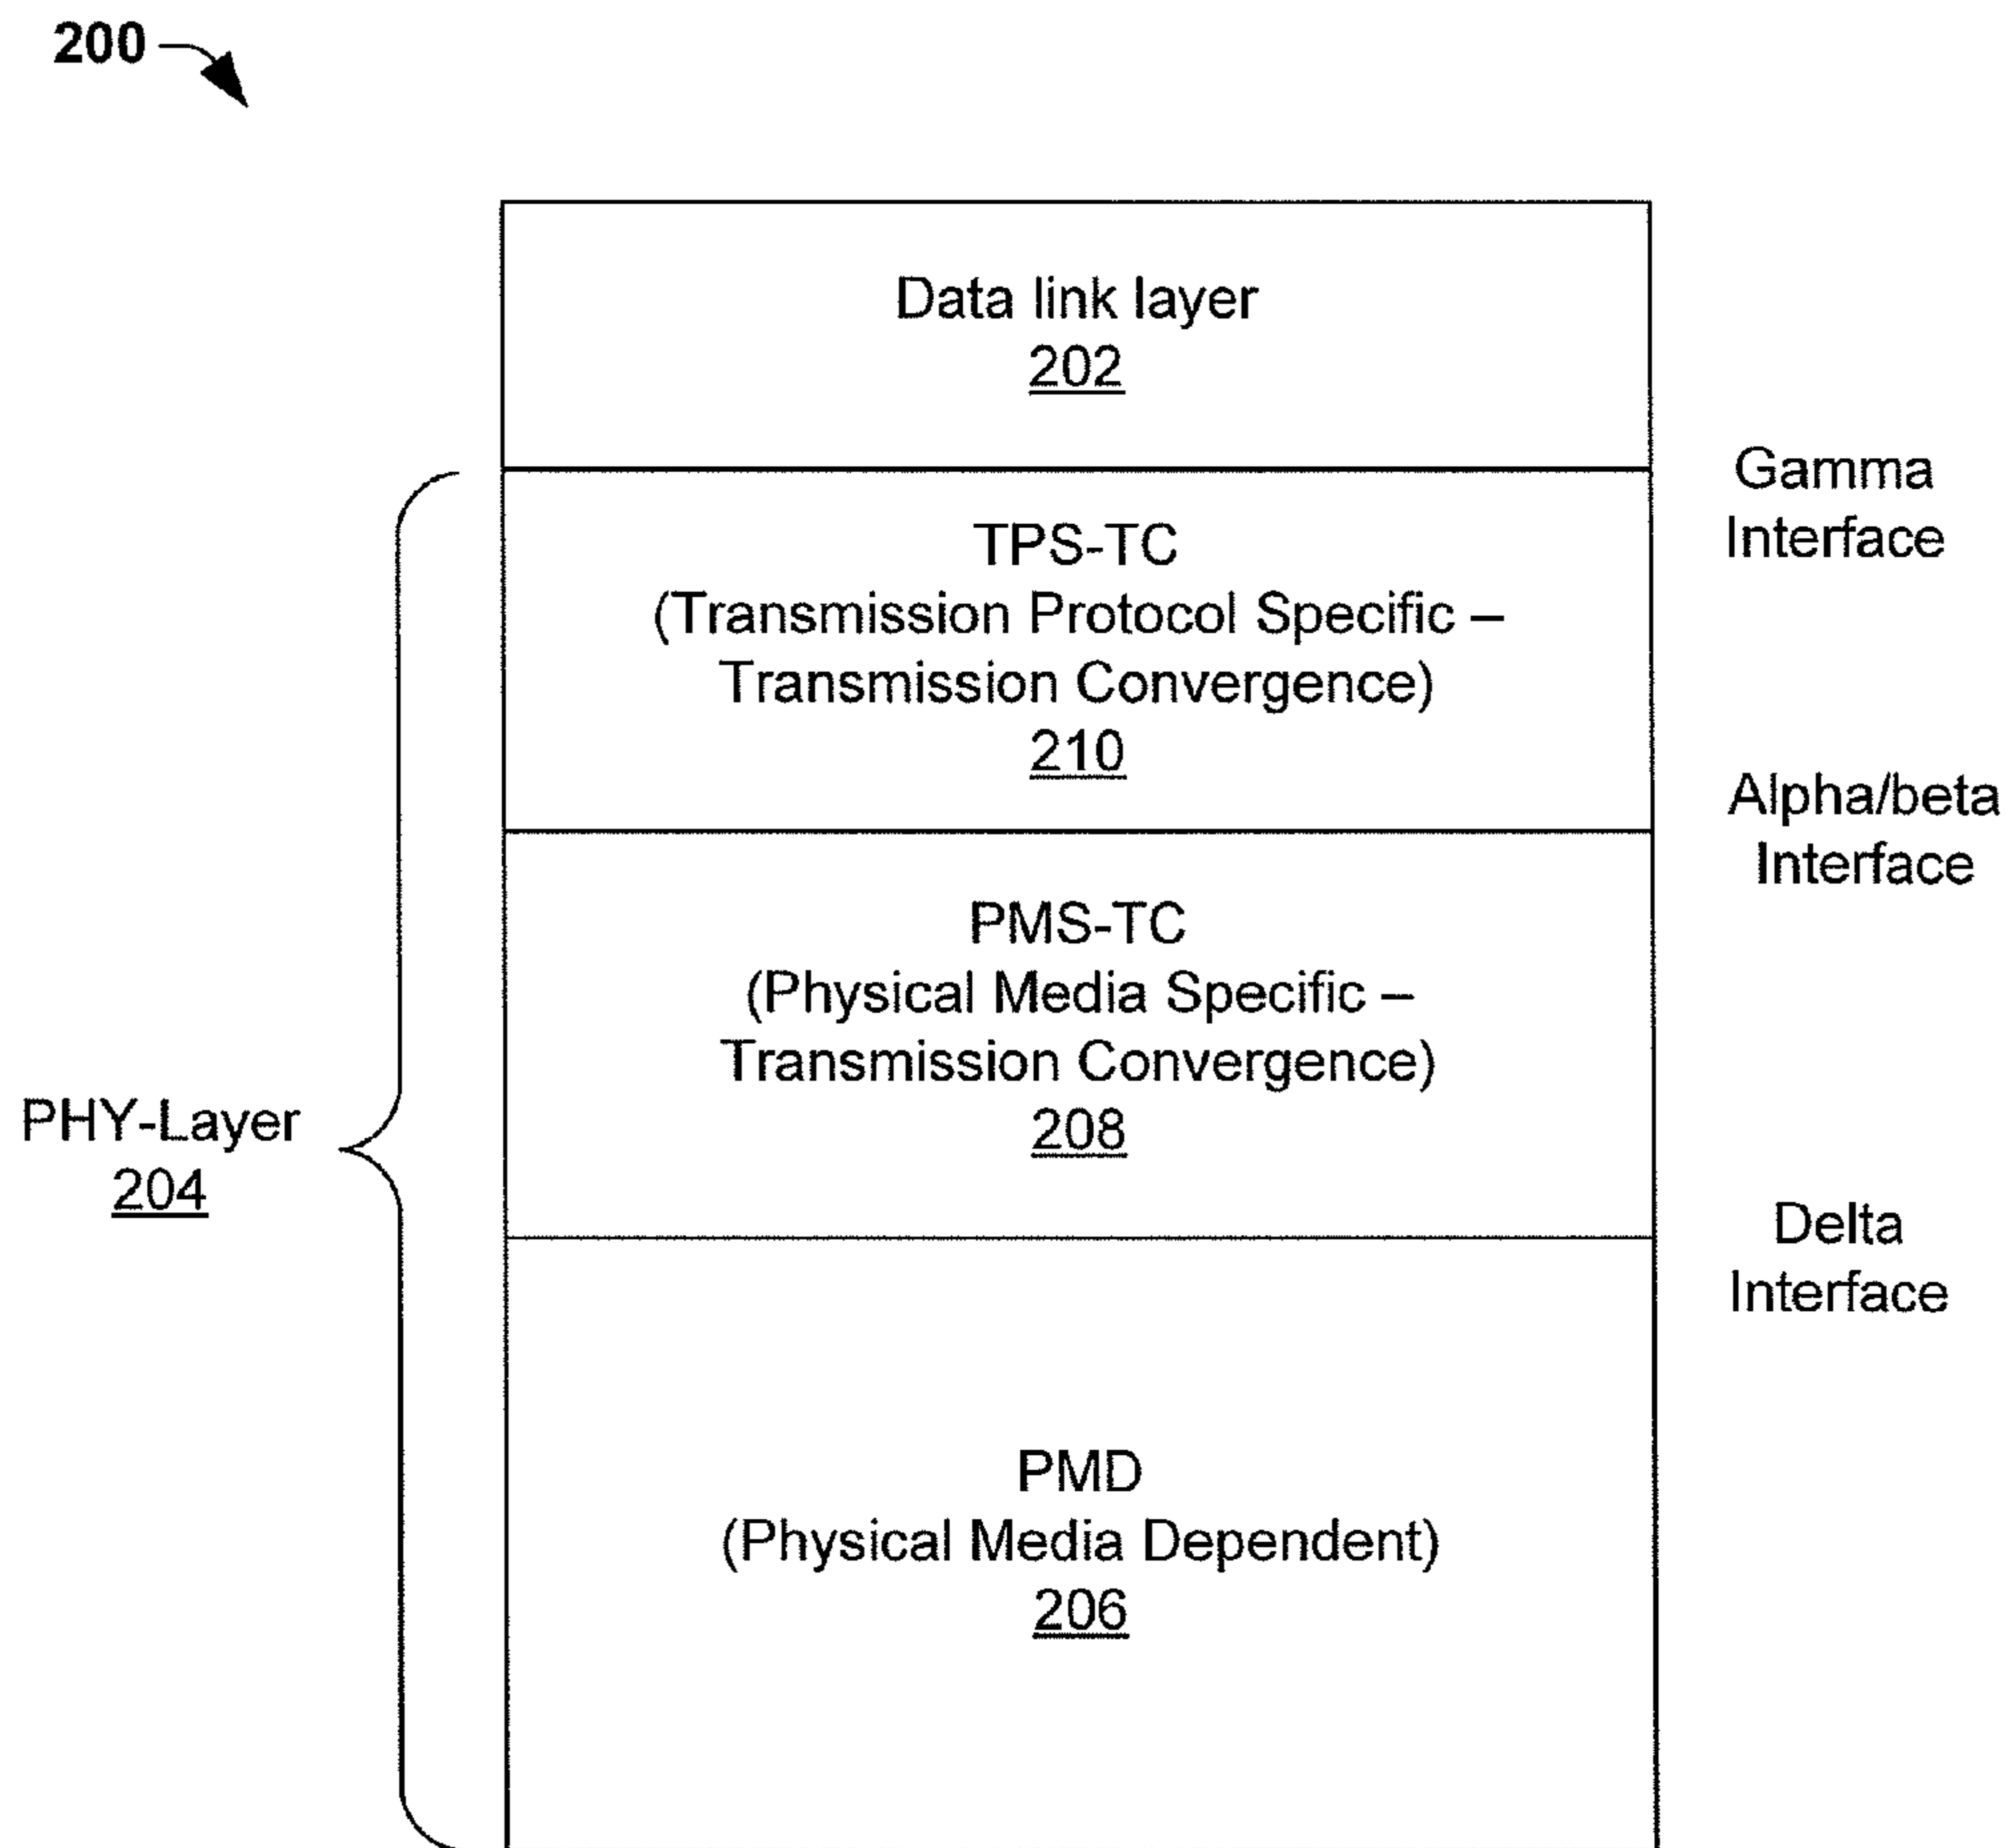 200
Data link layer
202
Gamma
Interface
TPS-TC
(Transmission Protocol Specific –
Transmission Convergence)
210
Alpha/beta
Interface
PMS-TC
(Physical Media Specific –
Transmission Convergence)
208
PHY-Layer
204
Delta
Interface
PMD
(Physical Media Dependent)
206